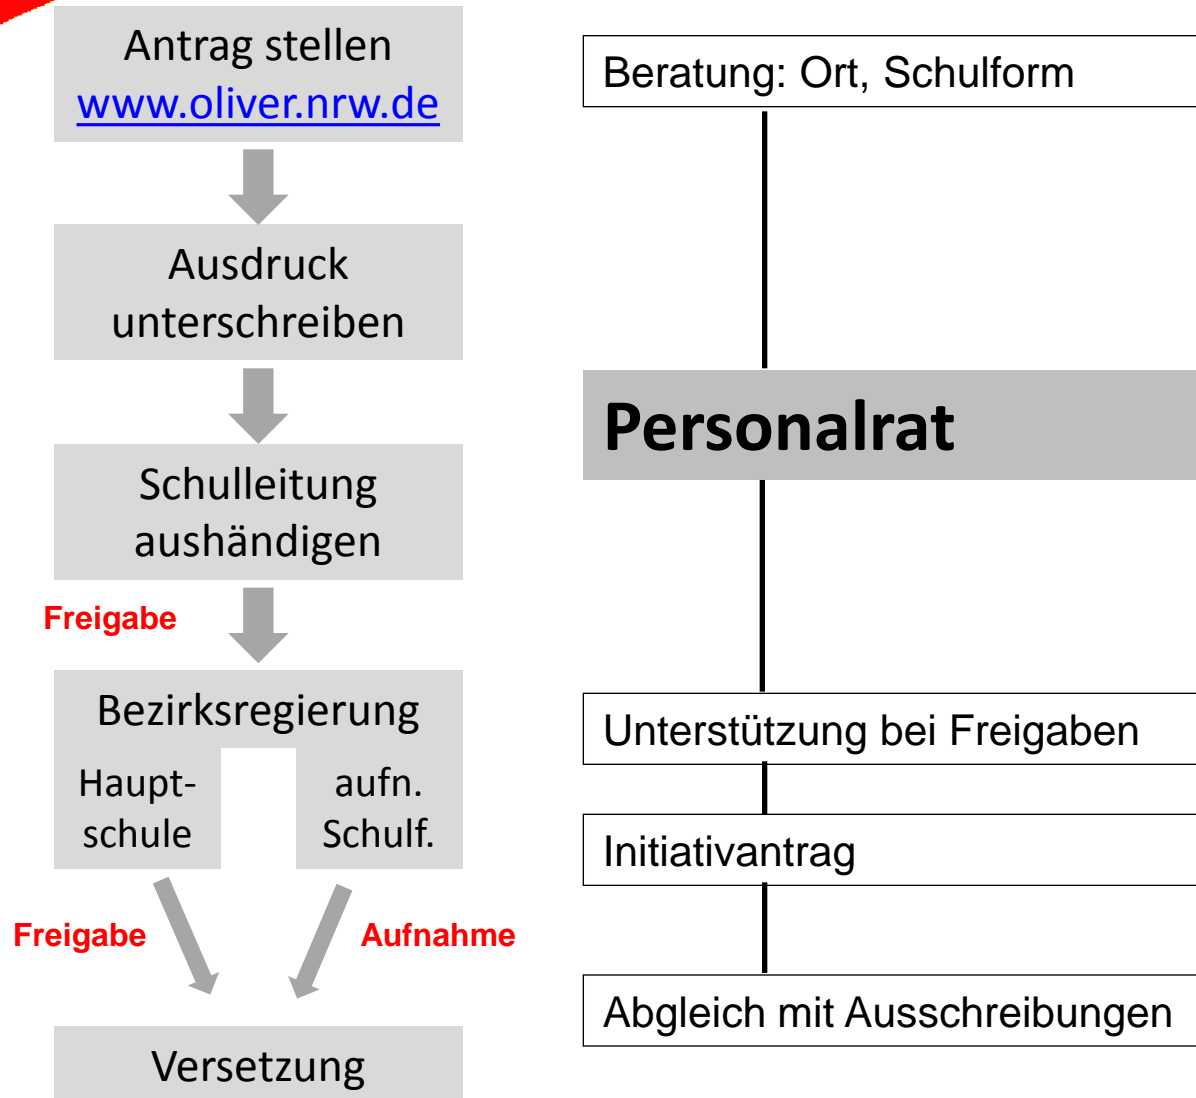 Antrag stellen
www.oliver.nrw.de
Ausdruck
unterschreiben
Schulleitung
aushändigen
Freigabe
Bezirksregierung
Haupt-
schule
aufn.
Schulf.
Freigabe
Aufnahme
Versetzung
Beratung: Ort, Schulform
Personalrat
Unterstützung bei Freigaben
Initiativantrag
Abgleich mit Ausschreibungen